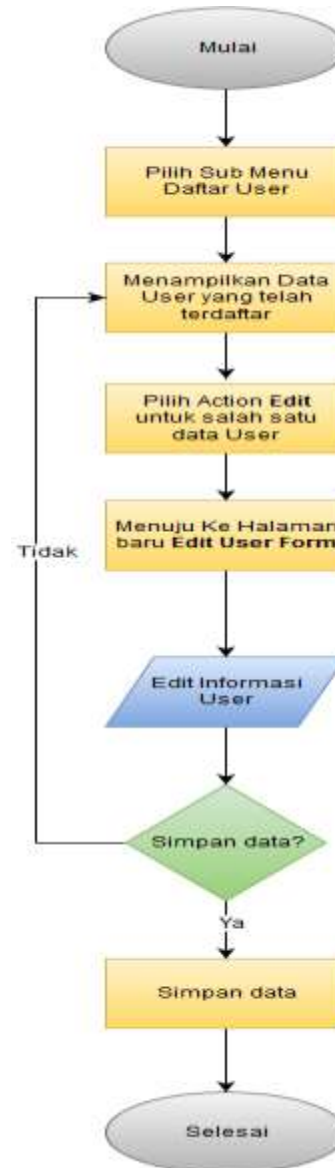 Mulai
Pilih Sub Menu
Daftar User
Menampilkan Data
User yang telah
terdaftar
Pilih Action Edit
untuk salah satu
data User
Menuju Ke Halaman
baru Edit User Form
Tidak
Edit Informasi
User
Simpan data?
Ya
Simpan data
Selesai